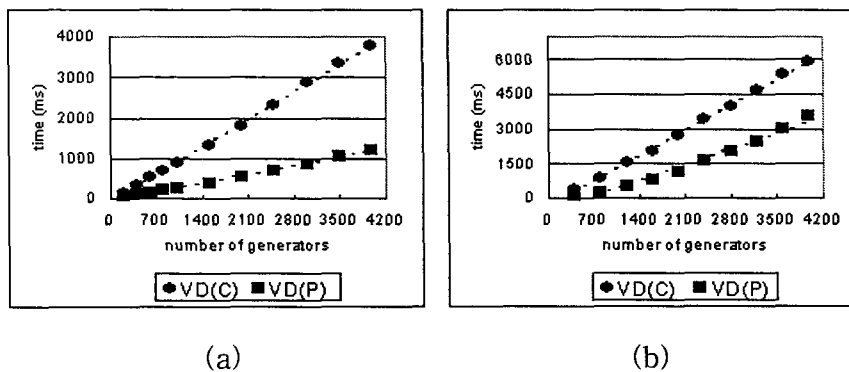 4000
3000
2000
1000
0
time (ms)
0 700 1400 2100 2800 3500 4200
number of generators
VD(C) VD(P)
(a)
6000
4500
3000
1500
0
time (ms)
0 700 1400 2100 2800 3500 4200
number of generators
VD(C) VD(P)
(b)